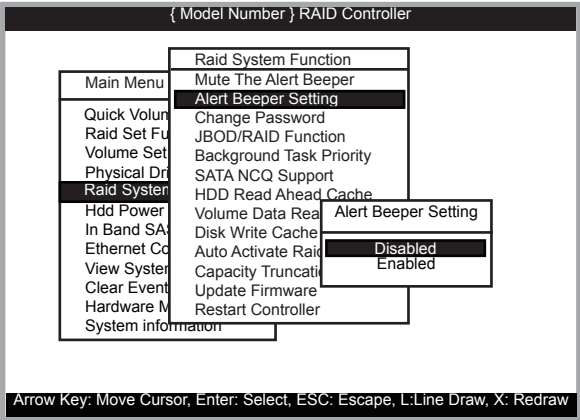 { Model Number } RAID Controller
Main Menu
Quick Volum
Raid Set Fu
Volume Set
Physical Dri
Raid System
Hdd Power
In Band SA
Ethernet Co
View System
Clear Event
Hardware M
System information
Raid System Function
Mute The Alert Beeper
Alert Beeper Setting
Change Password
JBOD/RAID Function
Background Task Priority
SATA NCQ Support
HDD Read Ahead Cache
Volume Data Rea
Disk Write Cache
Auto Activate Raid
Capacity Truncati
Update Firmware
Restart Controller
Alert Beeper Setting
Disabled
Enabled
Arrow Key: Move Cursor, Enter: Select, ESC: Escape, L:Line Draw, X: Redraw